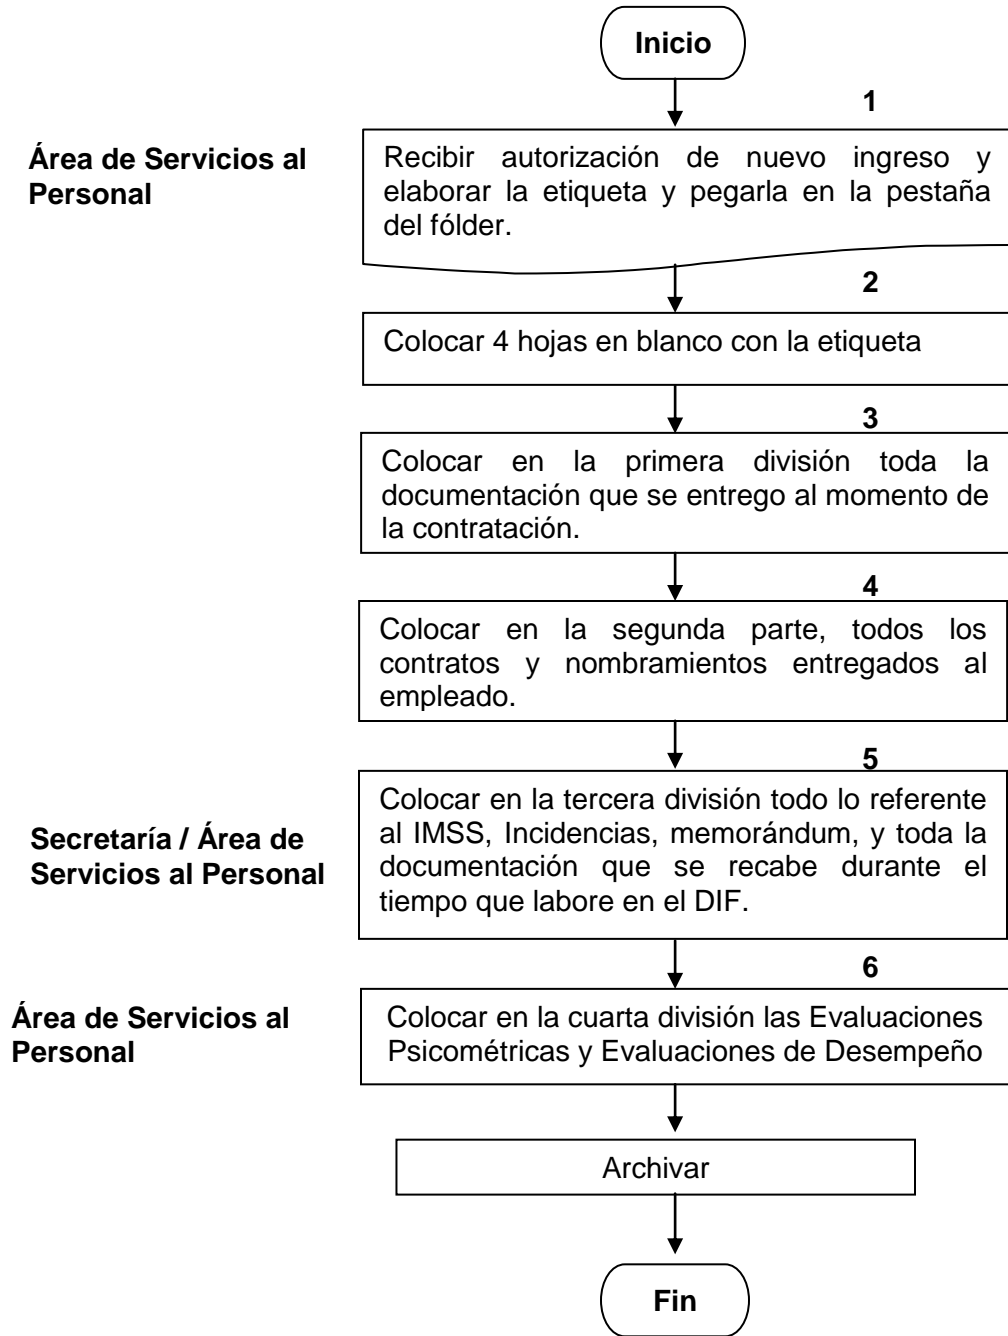 Inicio
1
Área de Servicios al
Personal
Recibir autorización de nuevo ingreso y
elaborar la etiqueta y pegarla en la pestaña
del fólder.
2
Colocar 4 hojas en blanco con la etiqueta
3
Colocar en la primera división toda la
documentación que se entrego al momento de
la contratación.
4
Colocar en la segunda parte, todos los
contratos y nombramientos entregados al
empleado.
5
Secretaría / Área de
Servicios al Personal
Colocar en la tercera división todo lo referente
al IMSS, Incidencias, memorándum, y toda la
documentación que se recabe durante el
tiempo que labore en el DIF.
6
Área de Servicios al
Personal
Colocar en la cuarta división las Evaluaciones
Psicométricas y Evaluaciones de Desempeño
Archivar
Fin